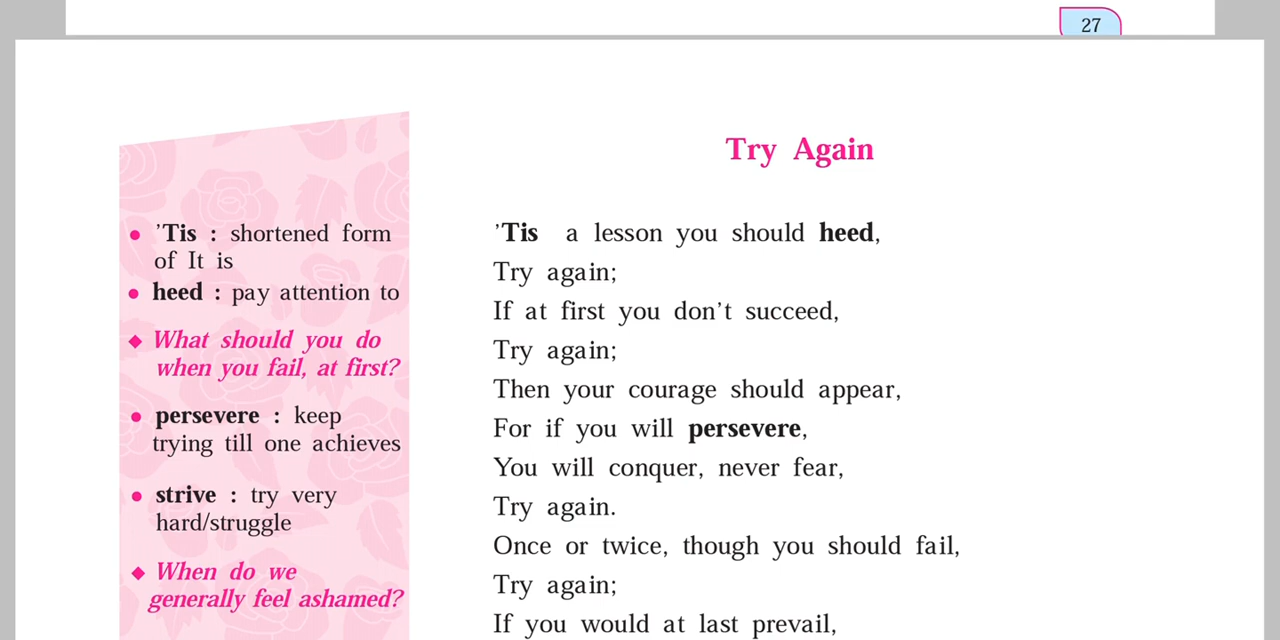 27
Try Again
• ’Tis : shortened form
of It is
• heed : pay attention to
◆ What should you do
when you fail, at first?
• persevere : keep
trying till one achieves
• strive : try very
hard/struggle
◆ When do we
generally feel ashamed?
’Tis a lesson you should heed,
Try again;
If at first you don’t succeed,
Try again;
Then your courage should appear,
For if you will persevere,
You will conquer, never fear,
Try again.
Once or twice, though you should fail,
Try again;
If you would at last prevail,